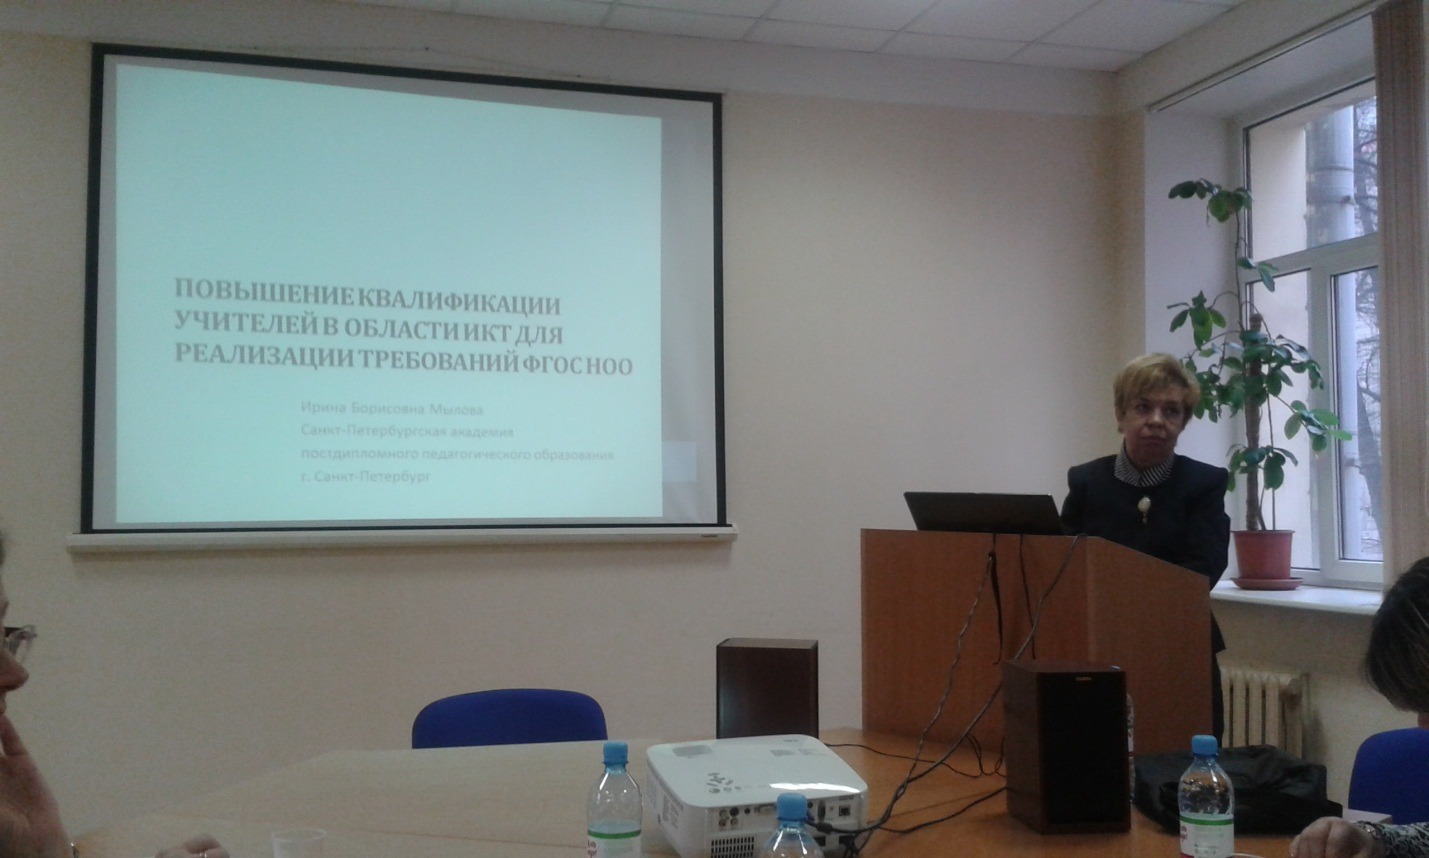 ПОВЫШЕНИЕ КВАЛИФИКАЦИИ
УЧИТЕЛЕЙ В ОБЛАСТИ ИКТ ДЛЯ
РЕАЛИЗАЦИИ ТРЕБОВАНИЙ ФГОС НОО
Ирина Борисовна Мылова
Санкт-Петербургская академия
постдипломного педагогического образования
г. Санкт-Петербург